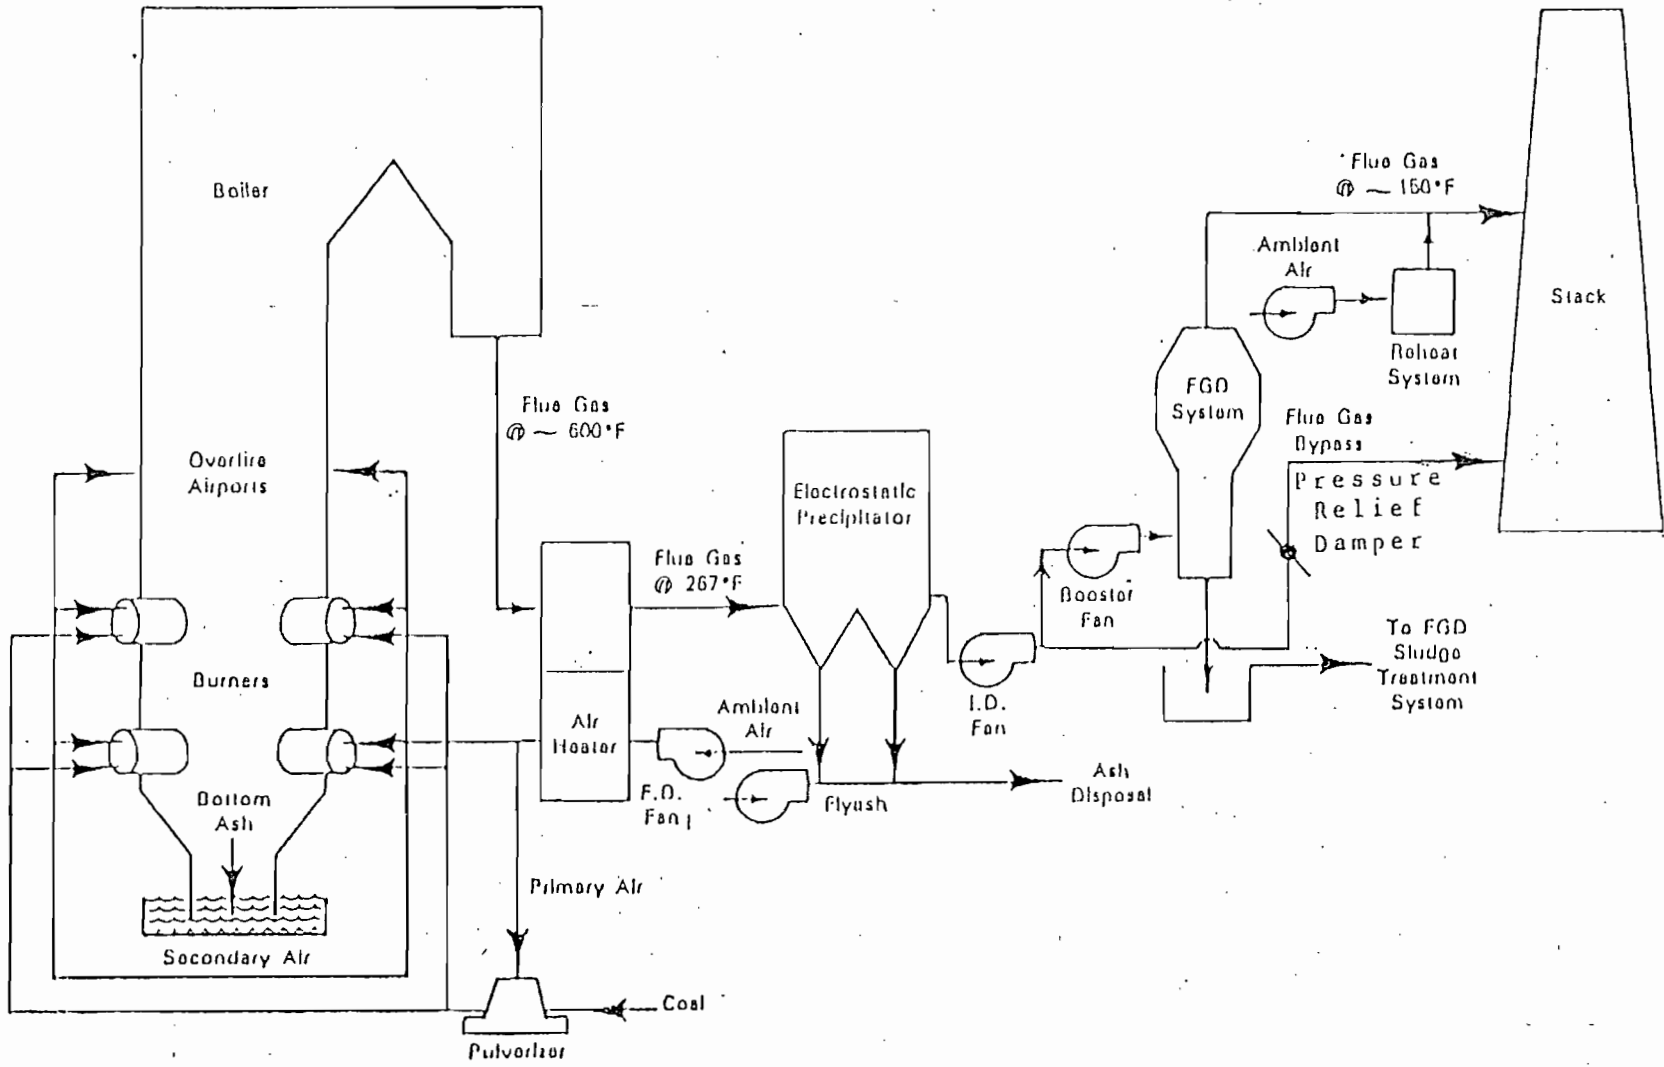 Boiler
Flue Gas
@ ~ 600°F
Overfire
Airports
Burners
Bottom
Ash
Secondary Air
Primary Air
Coal
Pulverizer
Air
Heater
Flue Gas
@ 267°F
F.D.
Fan
Ambient
Air
Electrostatic
Precipitator
Flyash
Ash
Disposal
I.D.
Fan
Booster
Fan
FGD
System
Ambient
Air
Reheat
System
Flue Gas
@ ~ 160°F
Flue Gas
Bypass
Pressure
Relief
Damper
To FGD
Sludge
Treatment
System
Stack